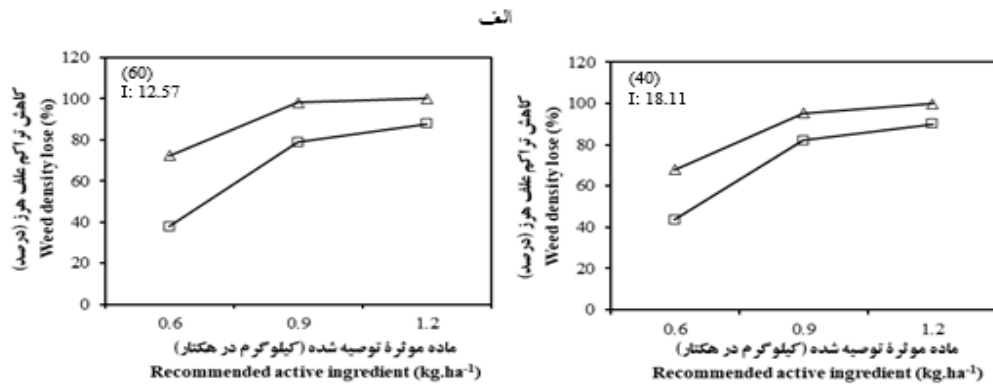 الف
120
100
80
60
40
20
0
(60)
I: 12.57
کاهش تراکم علف هرز (درصد)
Weed density lose (%)
0.6 0.9 1.2
ماده موثرۀ توصیه شده (کیلوگرم در هکتار)
Recommended active ingredient (kg.ha⁻¹)
120
100
80
60
40
20
0
(40)
I: 18.11
کاهش تراکم علف هرز (درصد)
Weed density lose (%)
0.6 0.9 1.2
ماده موثرۀ توصیه شده (کیلوگرم در هکتار)
Recommended active ingredient (kg.ha⁻¹)